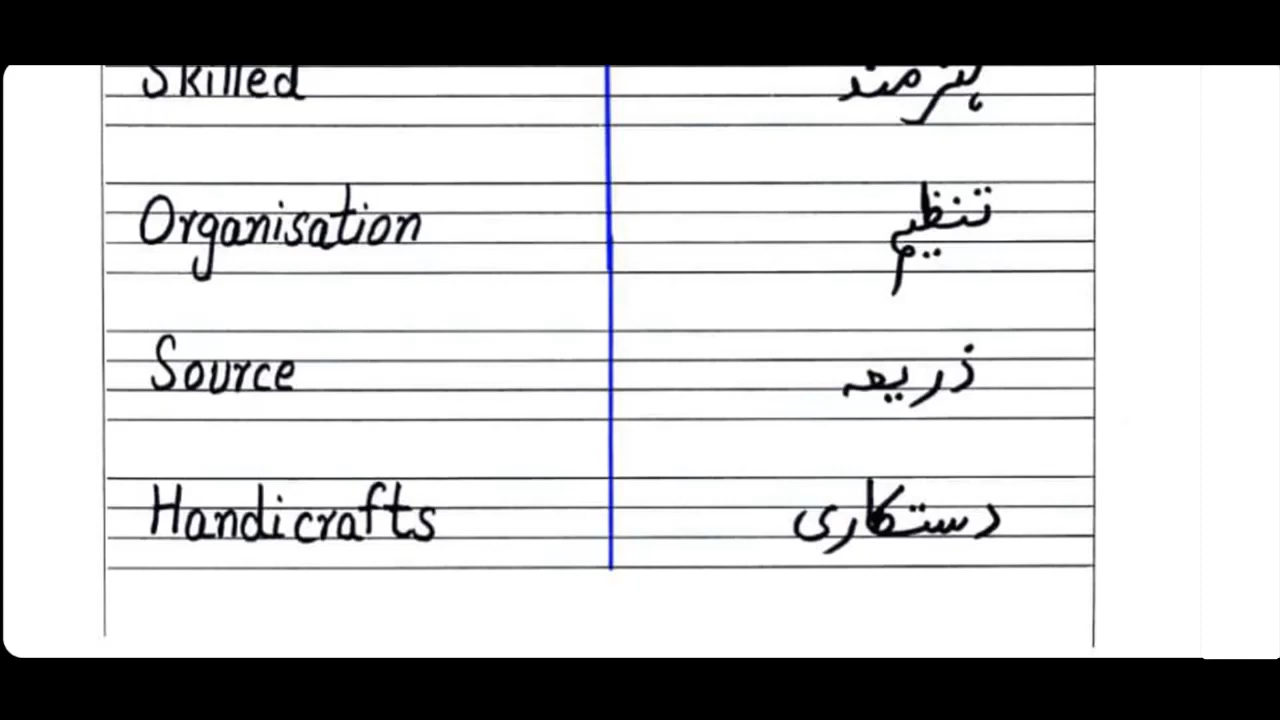 Skilled ہنرمند
Organisation تنظیم
Source ذریعہ
Handicrafts دستکاری